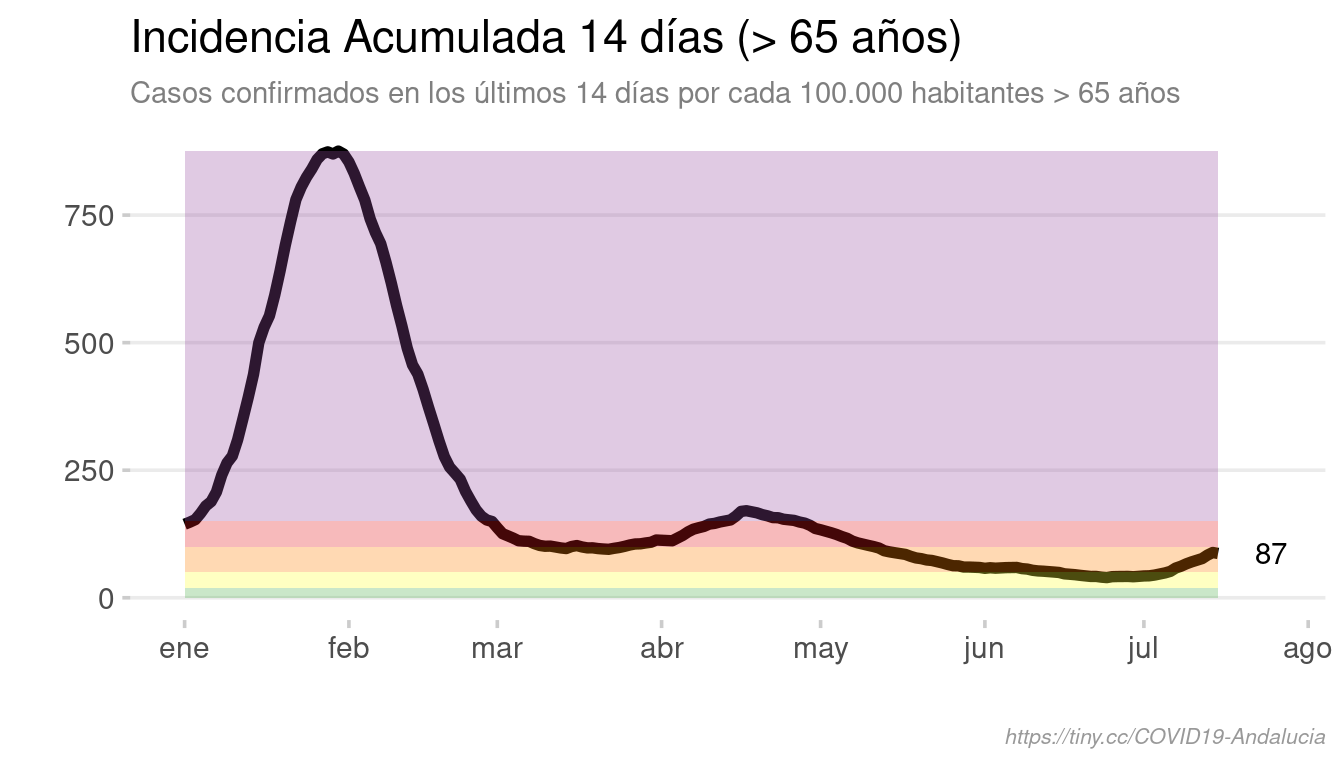 Incidencia Acumulada 14 días (> 65 años)
Casos confirmados en los últimos 14 días por cada 100.000 habitantes > 65 años
750
500
250
0
87
ene feb mar abr may jun jul ago
https://tiny.cc/COVID19-Andalucia